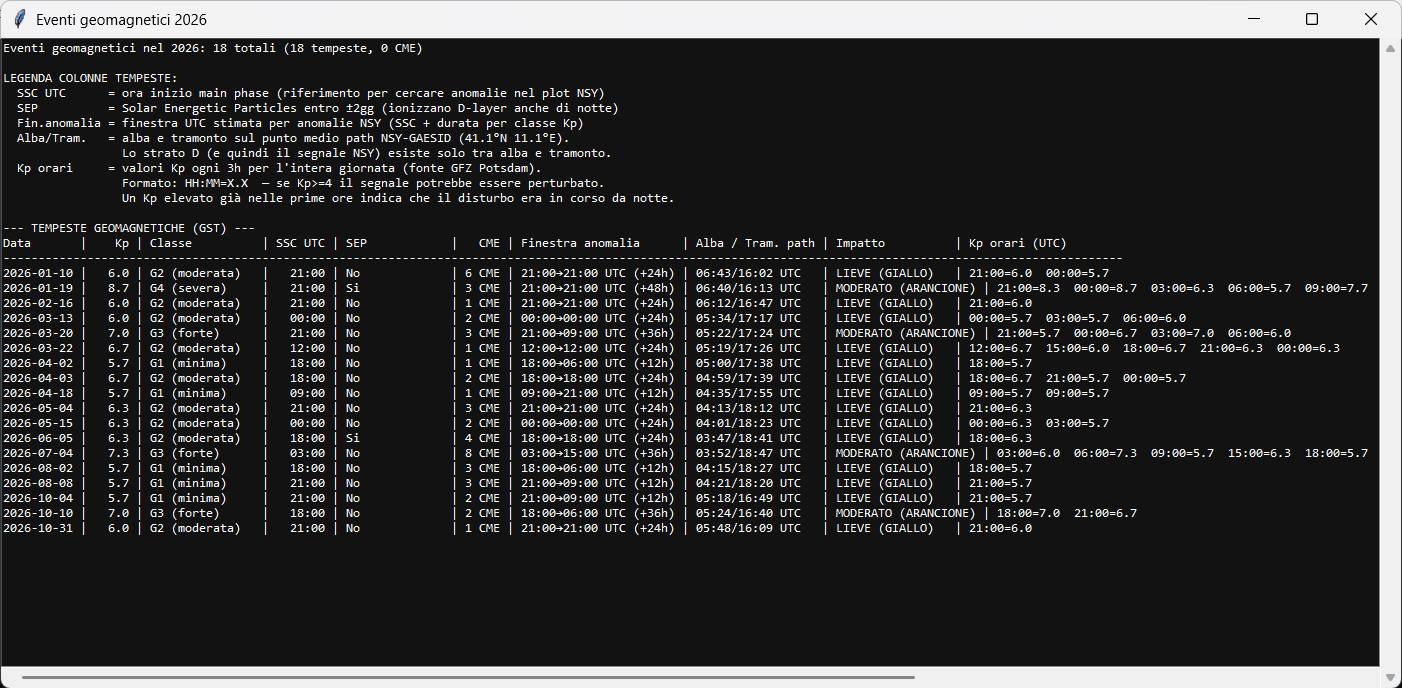 Eventi geomagnetici 2026
Eventi geomagnetici nel 2026: 18 totali (18 tempeste, 0 CME)
LEGENDA COLONNE TEMPESTE:
SSC UTC = ora inizio main phase (riferimento per cercare anomalie nel plot NSY)
SEP = Solar Energetic Particles entro ±2gg (ionizzano D-layer anche di notte)
Fin.anomalia = finestra UTC stimata per anomalie NSY (SSC + durata per classe Kp)
Alba/Tram. = alba e tramonto sul punto medio path NSY-GAESID (41.1°N 11.1°E).
Lo strato D (e quindi il segnale NSY) esiste solo tra alba e tramonto.
Kp orari = valori Kp ogni 3h per l'intera giornata (fonte GFZ Potsdam).
Formato: HH:MM=X.X — se Kp>=4 il segnale potrebbe essere perturbato.
Un Kp elevato già nelle prime ore indica che il disturbo era in corso da notte.
--- TEMPESTE GEOMAGNETICHE (GST) ---
Data | Kp | Classe | SSC UTC | SEP | CME | Finestra anomalia | Alba / Tram. path | Impatto | Kp orari (UTC)
2026-01-10 | 6.0 | G2 (moderata) | 21:00 | No | 6 CME | 21:00→21:00 UTC (+24h) | 06:43/16:02 UTC | LIEVE (GIALLO) | 21:00=6.0 00:00=5.7
2026-01-19 | 8.7 | G4 (severa) | 21:00 | Si | 3 CME | 21:00→21:00 UTC (+48h) | 06:40/16:13 UTC | MODERATO (ARANCIONE) | 21:00=8.3 00:00=8.7 03:00=6.3 06:00=5.7 09:00=7.7
2026-02-16 | 6.0 | G2 (moderata) | 21:00 | No | 1 CME | 21:00→21:00 UTC (+24h) | 06:12/16:47 UTC | LIEVE (GIALLO) | 21:00=6.0
2026-03-13 | 6.0 | G2 (moderata) | 00:00 | No | 2 CME | 00:00→00:00 UTC (+24h) | 05:34/17:17 UTC | LIEVE (GIALLO) | 00:00=5.7 03:00=5.7 06:00=6.0
2026-03-20 | 7.0 | G3 (forte) | 21:00 | No | 3 CME | 21:00→09:00 UTC (+36h) | 05:22/17:24 UTC | MODERATO (ARANCIONE) | 21:00=5.7 00:00=6.7 03:00=7.0 06:00=6.0
2026-03-22 | 6.7 | G2 (moderata) | 12:00 | No | 1 CME | 12:00→12:00 UTC (+24h) | 05:19/17:26 UTC | LIEVE (GIALLO) | 12:00=6.7 15:00=6.0 18:00=6.7 21:00=6.3 00:00=6.3
2026-04-02 | 5.7 | G1 (minima) | 18:00 | No | 1 CME | 18:00→06:00 UTC (+12h) | 05:00/17:38 UTC | LIEVE (GIALLO) | 18:00=5.7
2026-04-03 | 6.7 | G2 (moderata) | 18:00 | No | 2 CME | 18:00→18:00 UTC (+24h) | 04:59/17:39 UTC | LIEVE (GIALLO) | 18:00=6.7 21:00=5.7 00:00=5.7
2026-04-18 | 5.7 | G1 (minima) | 09:00 | No | 1 CME | 09:00→21:00 UTC (+12h) | 04:35/17:55 UTC | LIEVE (GIALLO) | 09:00=5.7 09:00=5.7
2026-05-04 | 6.3 | G2 (moderata) | 21:00 | No | 3 CME | 21:00→21:00 UTC (+24h) | 04:13/18:12 UTC | LIEVE (GIALLO) | 21:00=6.3
2026-05-15 | 6.3 | G2 (moderata) | 00:00 | No | 2 CME | 00:00→00:00 UTC (+24h) | 04:01/18:23 UTC | LIEVE (GIALLO) | 00:00=6.3 03:00=5.7
2026-06-05 | 6.3 | G2 (moderata) | 18:00 | Si | 4 CME | 18:00→18:00 UTC (+24h) | 03:47/18:41 UTC | LIEVE (GIALLO) | 18:00=6.3
2026-07-04 | 7.3 | G3 (forte) | 03:00 | No | 8 CME | 03:00→15:00 UTC (+36h) | 03:52/18:47 UTC | MODERATO (ARANCIONE) | 03:00=6.0 06:00=7.3 09:00=5.7 15:00=6.3 18:00=5.7
2026-08-02 | 5.7 | G1 (minima) | 18:00 | No | 3 CME | 18:00→06:00 UTC (+12h) | 04:15/18:27 UTC | LIEVE (GIALLO) | 18:00=5.7
2026-08-08 | 5.7 | G1 (minima) | 21:00 | No | 3 CME | 21:00→09:00 UTC (+12h) | 04:21/18:20 UTC | LIEVE (GIALLO) | 21:00=5.7
2026-10-04 | 5.7 | G1 (minima) | 21:00 | No | 2 CME | 21:00→09:00 UTC (+12h) | 05:18/16:49 UTC | LIEVE (GIALLO) | 21:00=5.7
2026-10-10 | 7.0 | G3 (forte) | 18:00 | No | 2 CME | 18:00→06:00 UTC (+36h) | 05:24/16:40 UTC | MODERATO (ARANCIONE) | 18:00=7.0 21:00=6.7
2026-10-31 | 6.0 | G2 (moderata) | 21:00 | No | 1 CME | 21:00→21:00 UTC (+24h) | 05:48/16:09 UTC | LIEVE (GIALLO) | 21:00=6.0